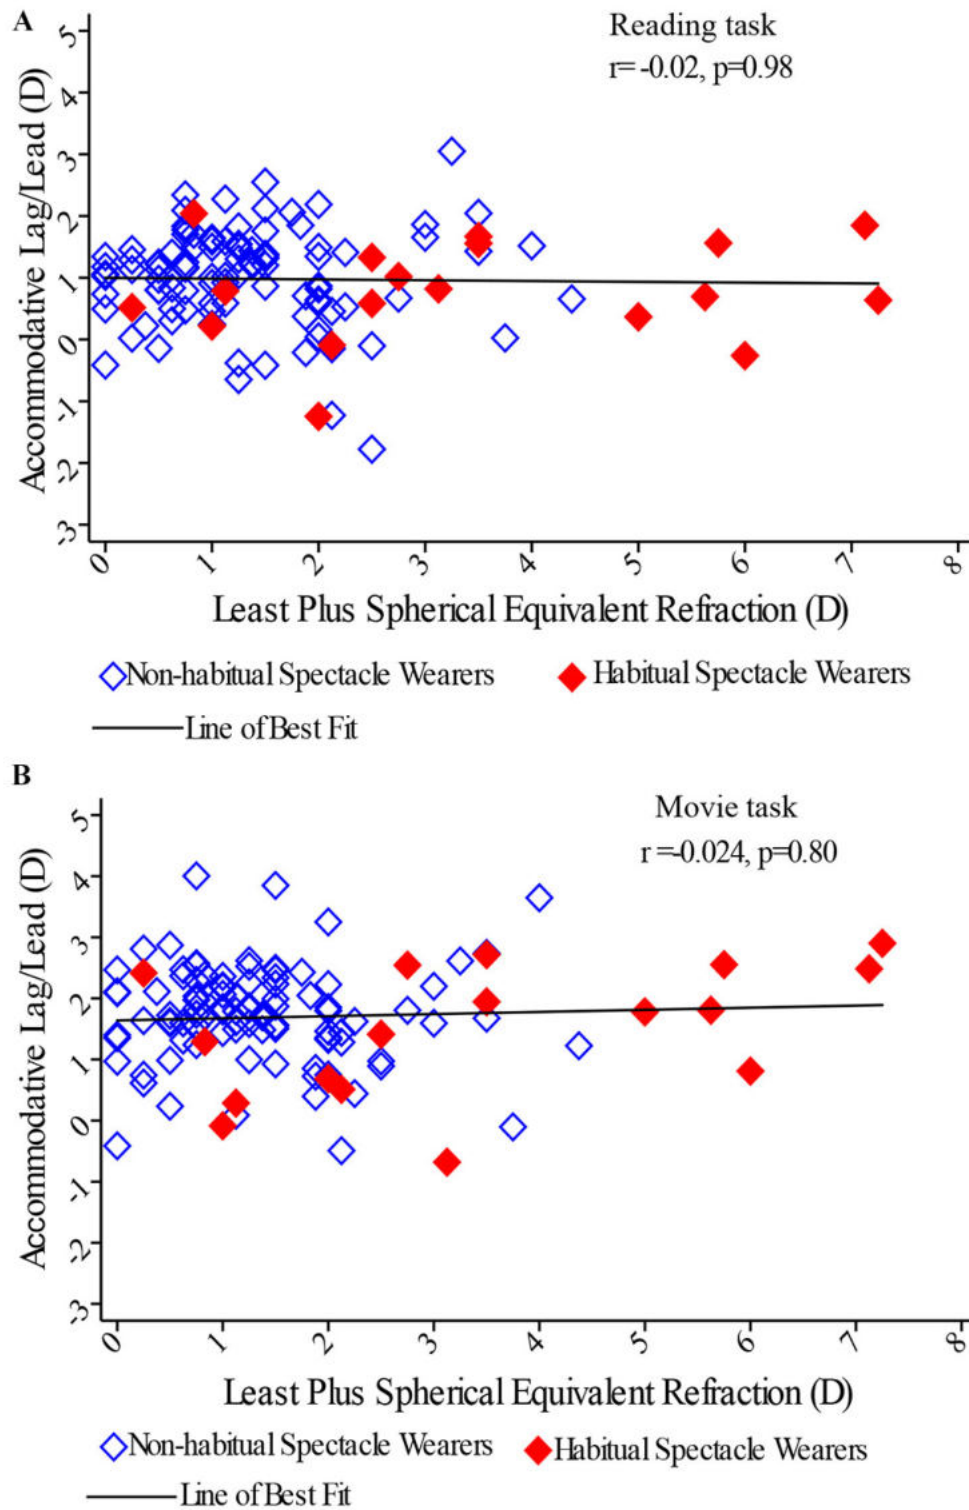 A
Reading task
r=-0.02, p=0.98
Accommodative Lag/Lead (D)
5
4
3
2
1
0
-1
-2
-3
0 1 2 3 4 5 6 7 8
Least Plus Spherical Equivalent Refraction (D)
Non-habitual Spectacle Wearers Habitual Spectacle Wearers
Line of Best Fit
B
Movie task
r =-0.024, p=0.80
Accommodative Lag/Lead (D)
5
4
3
2
1
0
-1
-2
-3
0 1 2 3 4 5 6 7 8
Least Plus Spherical Equivalent Refraction (D)
Non-habitual Spectacle Wearers Habitual Spectacle Wearers
Line of Best Fit